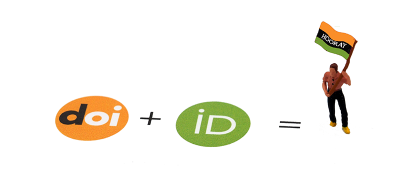 doi + iD =
HOORAY